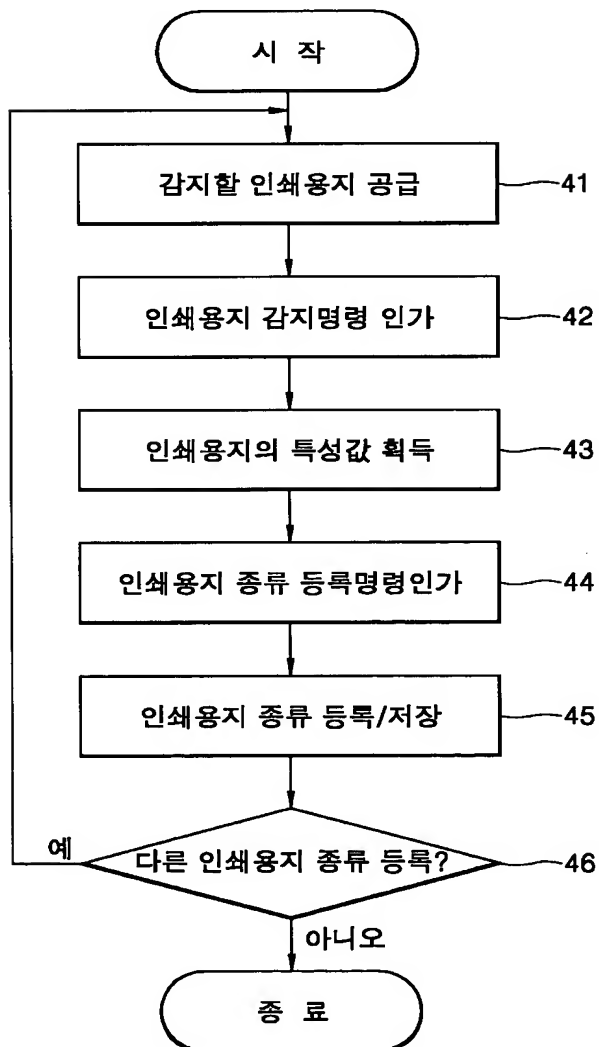 시 작
감지할 인쇄용지 공급
41
인쇄용지 감지명령 인가
42
인쇄용지의 특성값 획득
43
인쇄용지 종류 등록명령인가
44
인쇄용지 종류 등록/저장
45
예
다른 인쇄용지 종류 등록?
46
아니오
종 료